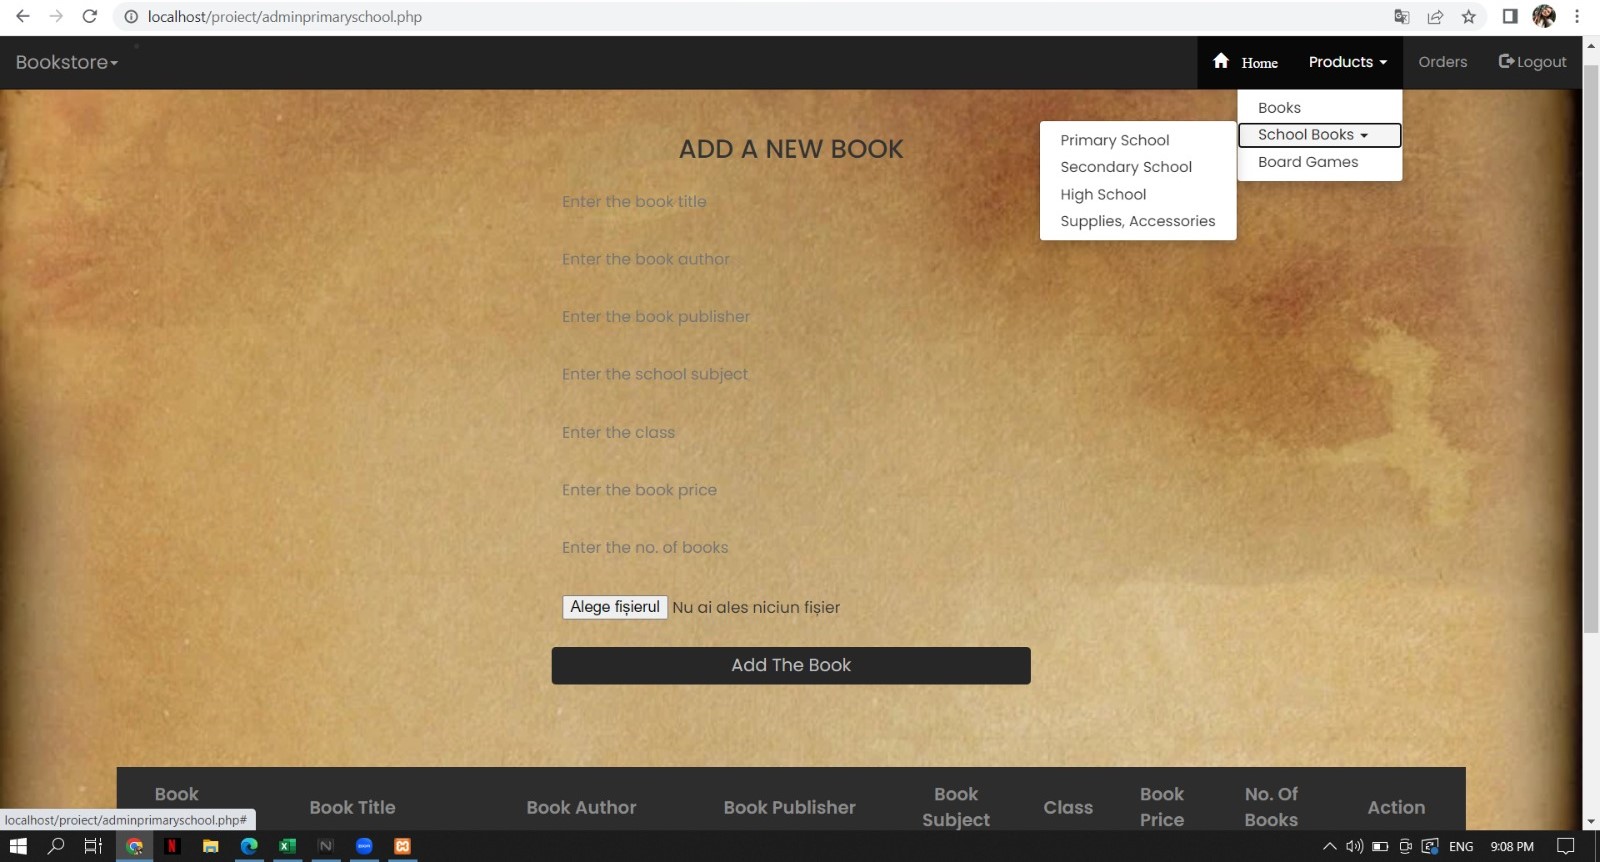 localhost/proiect/adminprimaryschool.php
Bookstore
Home
Products
Orders
Logout
Books
School Books
Board Games
Primary School
Secondary School
High School
Supplies, Accessories
ADD A NEW BOOK
Enter the book title
Enter the book author
Enter the book publisher
Enter the school subject
Enter the class
Enter the book price
Enter the no. of books
Alege fișierul Nu ai ales niciun fișier
Add The Book
Book
Book Title
Book Author
Book Publisher
Book
Subject
Class
Book
Price
No. Of
Books
Action
localhost/proiect/adminprimaryschool.php#
ENG
9:08 PM